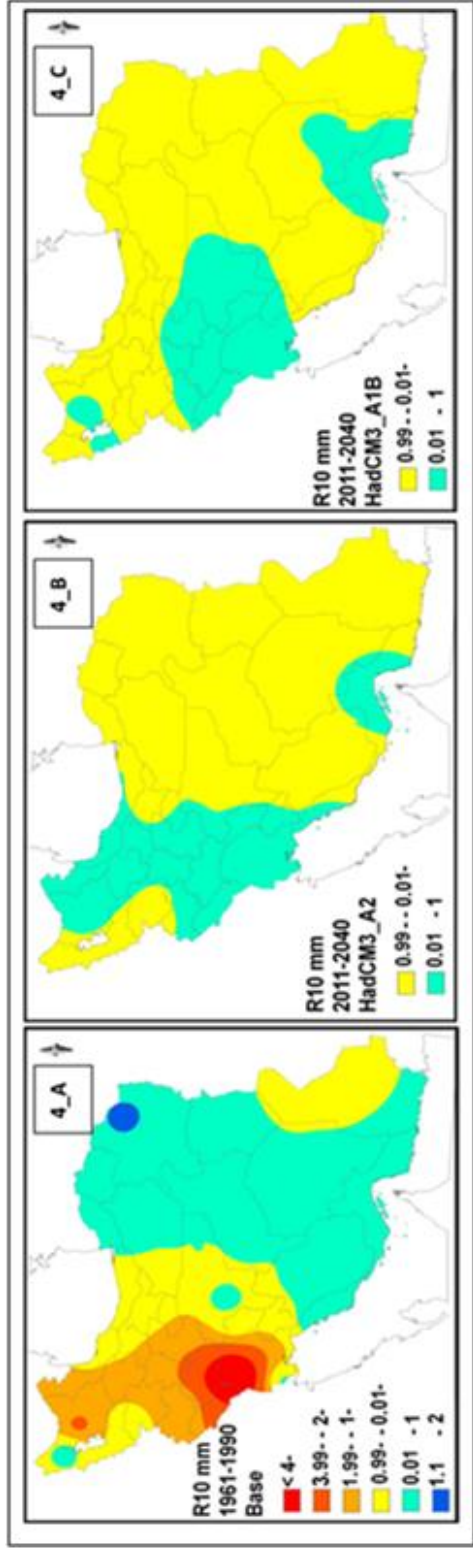 4_A
R10 mm
1961-1990
Base
< 4-
3.99- - 2-
1.99- - 1-
0.99- - 0.01-
0.01 - 1
1.1 - 2
4_B
R10 mm
2011-2040
HadCM3_A2
0.99- - 0.01-
0.01 - 1
4_C
R10 mm
2011-2040
HadCM3_A1B
0.99- - 0.01-
0.01 - 1